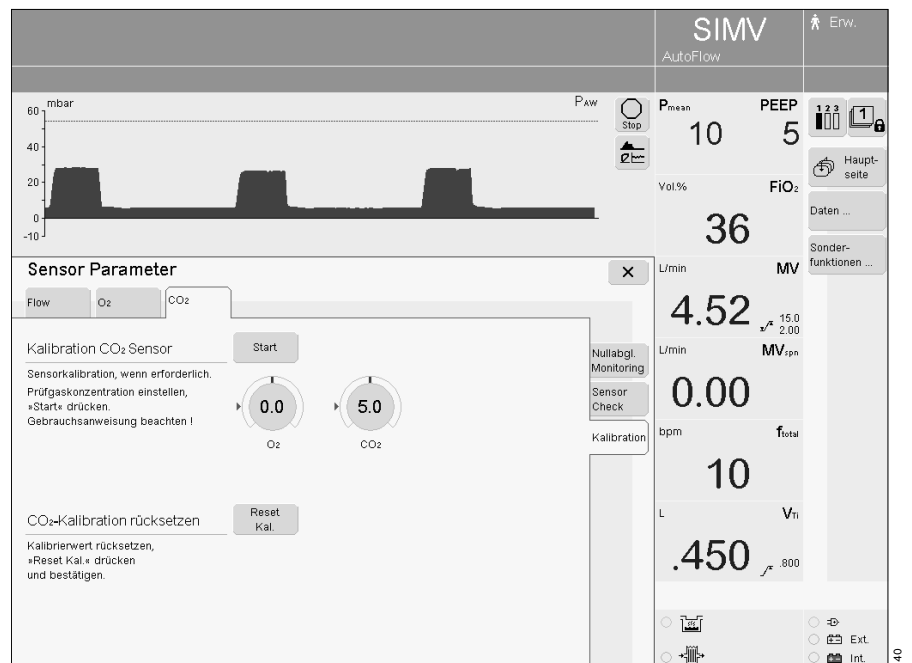 SIMV
AutoFlow
Erw.
mbar
PAW
60
40
20
0
-10
Stop
Pmean PEEP
10 5
1 2 3
1
Haupt-
seite
Daten ...
Sonder-
funktionen ...
Vol.% FiO₂
36
L/min MV
4.52
15.0
2.00
L/min MVspn
0.00
bpm ftotal
10
L VTi
.450
.800
Sensor Parameter
Flow O₂ CO₂
Kalibration CO₂ Sensor
Start
Sensorkalibration, wenn erforderlich.
Prüfgaskonzentration einstellen,
»Start« drücken.
Gebrauchsanweisung beachten !
0.0
O₂
5.0
CO₂
Nullabgl.
Monitoring
Sensor
Check
Kalibration
CO₂-Kalibration rücksetzen
Reset
Kal.
Kalibrierwert rücksetzen,
»Reset Kal.« drücken
und bestätigen.
Ext.
Int.
40